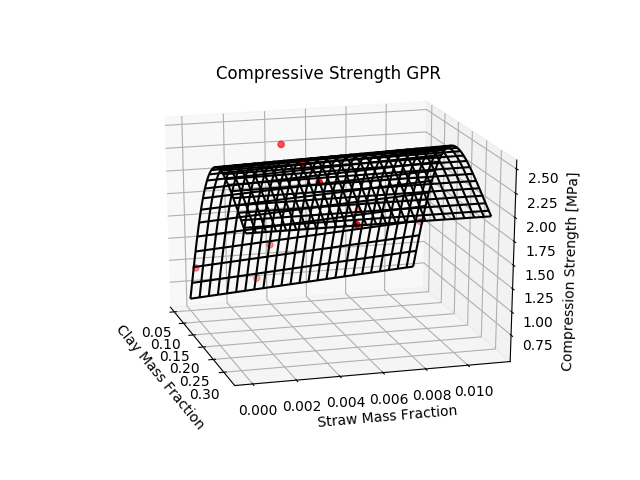 Compressive Strength GPR
2.50
2.25
2.00
1.75
1.50
1.25
1.00
0.75
Compression Strength [MPa]
0.05
0.10
0.15
0.20
0.25
0.30
Clay Mass Fraction
0.000 0.002 0.004 0.006 0.008 0.010
Straw Mass Fraction